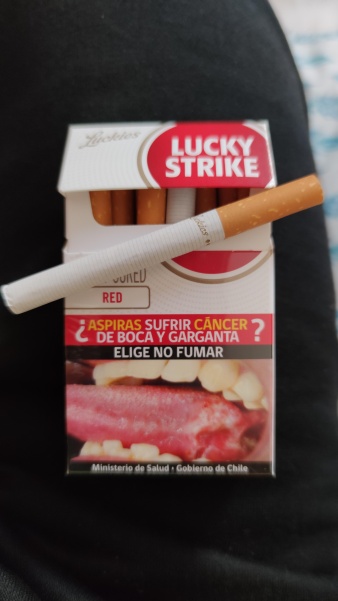 Luckies
LUCKY
STRIKE
Luckies
RED
¿ASPIRAS SUFRIR CÁNCER
DE BOCA Y GARGANTA?
ELIGE NO FUMAR
Ministerio de Salud • Gobierno de Chile